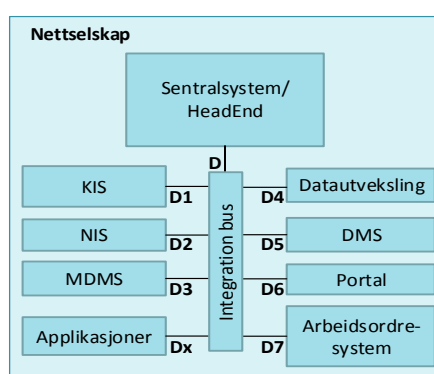 Nettselskap
Sentralsystem/
HeadEnd
D
KIS
D1
D4
Datautveksling
NIS
D2
D5
DMS
MDMS
D3
D6
Portal
Applikasjoner
Dx
D7
Arbeidsordre-
system
Integration bus